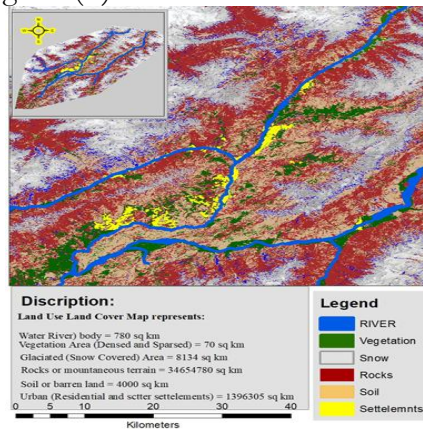 Discription:
Land Use Land Cover Map represents:
Water River) body = 780 sq km
Vegetation Area (Densed and Sparsed) = 70 sq km
Glaciated (Snow Covered) Area = 8134 sq km
Rocks or mountaneous terrain = 34654780 sq km
Soil or barren land = 4000 sq km
Urban (Residential and sctter settelements) = 1396305 sq km
0 5 10 20 30 40
Kilometers
Legend
RIVER
Vegetation
Snow
Rocks
Soil
Settelemnts